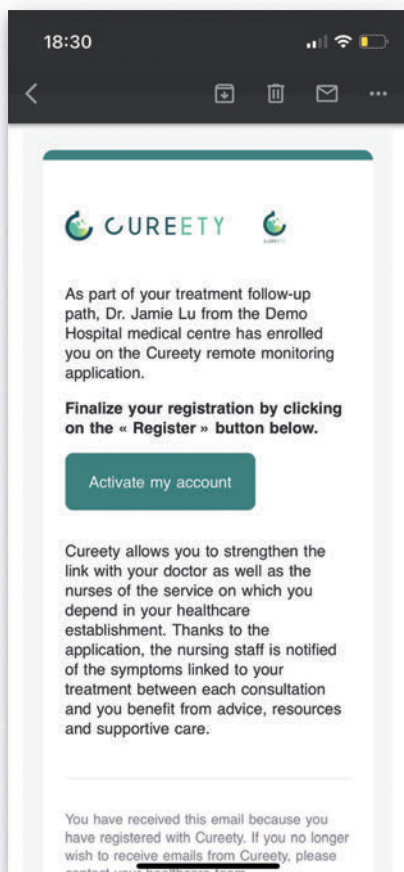 18:30
CUREETY
CUREETY
As part of your treatment follow-up
path, Dr. Jamie Lu from the Demo
Hospital medical centre has enrolled
you on the Cureety remote monitoring
application.
Finalize your registration by clicking
on the « Register » button below.
Activate my account
Cureety allows you to strengthen the
link with your doctor as well as the
nurses of the service on which you
depend in your healthcare
establishment. Thanks to the
application, the nursing staff is notified
of the symptoms linked to your
treatment between each consultation
and you benefit from advice, resources
and supportive care.
You have received this email because you
have registered with Cureety. If you no longer
wish to receive emails from Cureety, please
contact your healthcare team